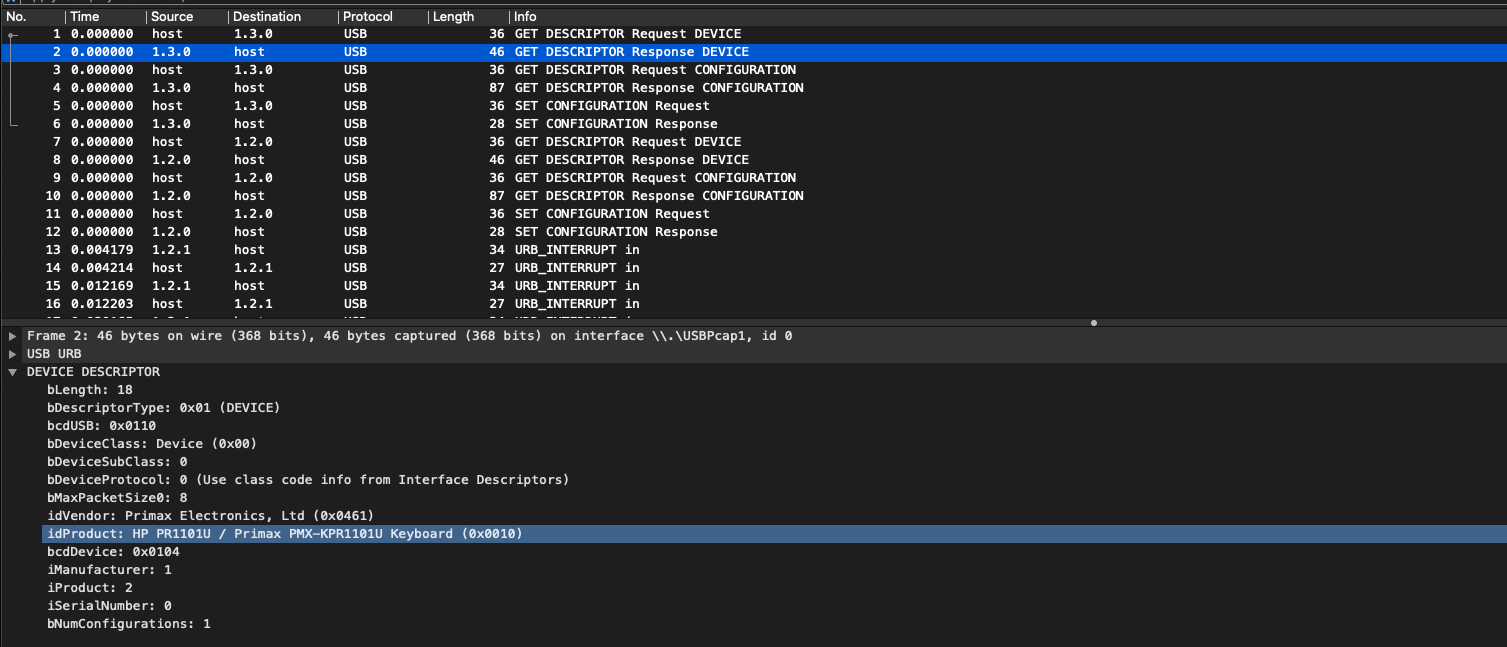 No. Time Source Destination Protocol Length Info
1 0.000000 host 1.3.0 USB 36 GET DESCRIPTOR Request DEVICE
2 0.000000 1.3.0 host USB 46 GET DESCRIPTOR Response DEVICE
3 0.000000 host 1.3.0 USB 36 GET DESCRIPTOR Request CONFIGURATION
4 0.000000 1.3.0 host USB 87 GET DESCRIPTOR Response CONFIGURATION
5 0.000000 host 1.3.0 USB 36 SET CONFIGURATION Request
6 0.000000 1.3.0 host USB 28 SET CONFIGURATION Response
7 0.000000 host 1.2.0 USB 36 GET DESCRIPTOR Request DEVICE
8 0.000000 1.2.0 host USB 46 GET DESCRIPTOR Response DEVICE
9 0.000000 host 1.2.0 USB 36 GET DESCRIPTOR Request CONFIGURATION
10 0.000000 1.2.0 host USB 87 GET DESCRIPTOR Response CONFIGURATION
11 0.000000 host 1.2.0 USB 36 SET CONFIGURATION Request
12 0.000000 1.2.0 host USB 28 SET CONFIGURATION Response
13 0.004179 1.2.1 host USB 34 URB_INTERRUPT in
14 0.004214 host 1.2.1 USB 27 URB_INTERRUPT in
15 0.012169 1.2.1 host USB 34 URB_INTERRUPT in
16 0.012203 host 1.2.1 USB 27 URB_INTERRUPT in
Frame 2: 46 bytes on wire (368 bits), 46 bytes captured (368 bits) on interface \\.\USBPcap1, id 0
USB URB
DEVICE DESCRIPTOR
bLength: 18
bDescriptorType: 0x01 (DEVICE)
bcdUSB: 0x0110
bDeviceClass: Device (0x00)
bDeviceSubClass: 0
bDeviceProtocol: 0 (Use class code info from Interface Descriptors)
bMaxPacketSize0: 8
idVendor: Primax Electronics, Ltd (0x0461)
idProduct: HP PR1101U / Primax PMX-KPR1101U Keyboard (0x0010)
bcdDevice: 0x0104
iManufacturer: 1
iProduct: 2
iSerialNumber: 0
bNumConfigurations: 1